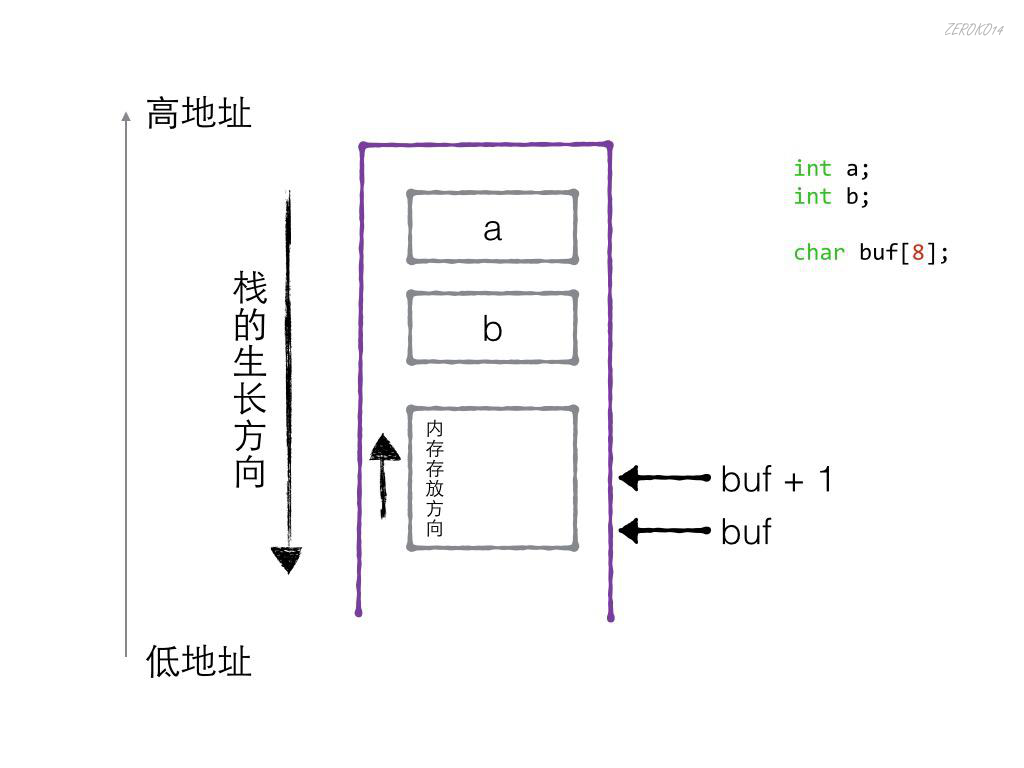 ZEROKD14
高地址
int a;
int b;
char buf[8];
a
栈的生长方向
b
内存存放方向
buf + 1
buf
低地址